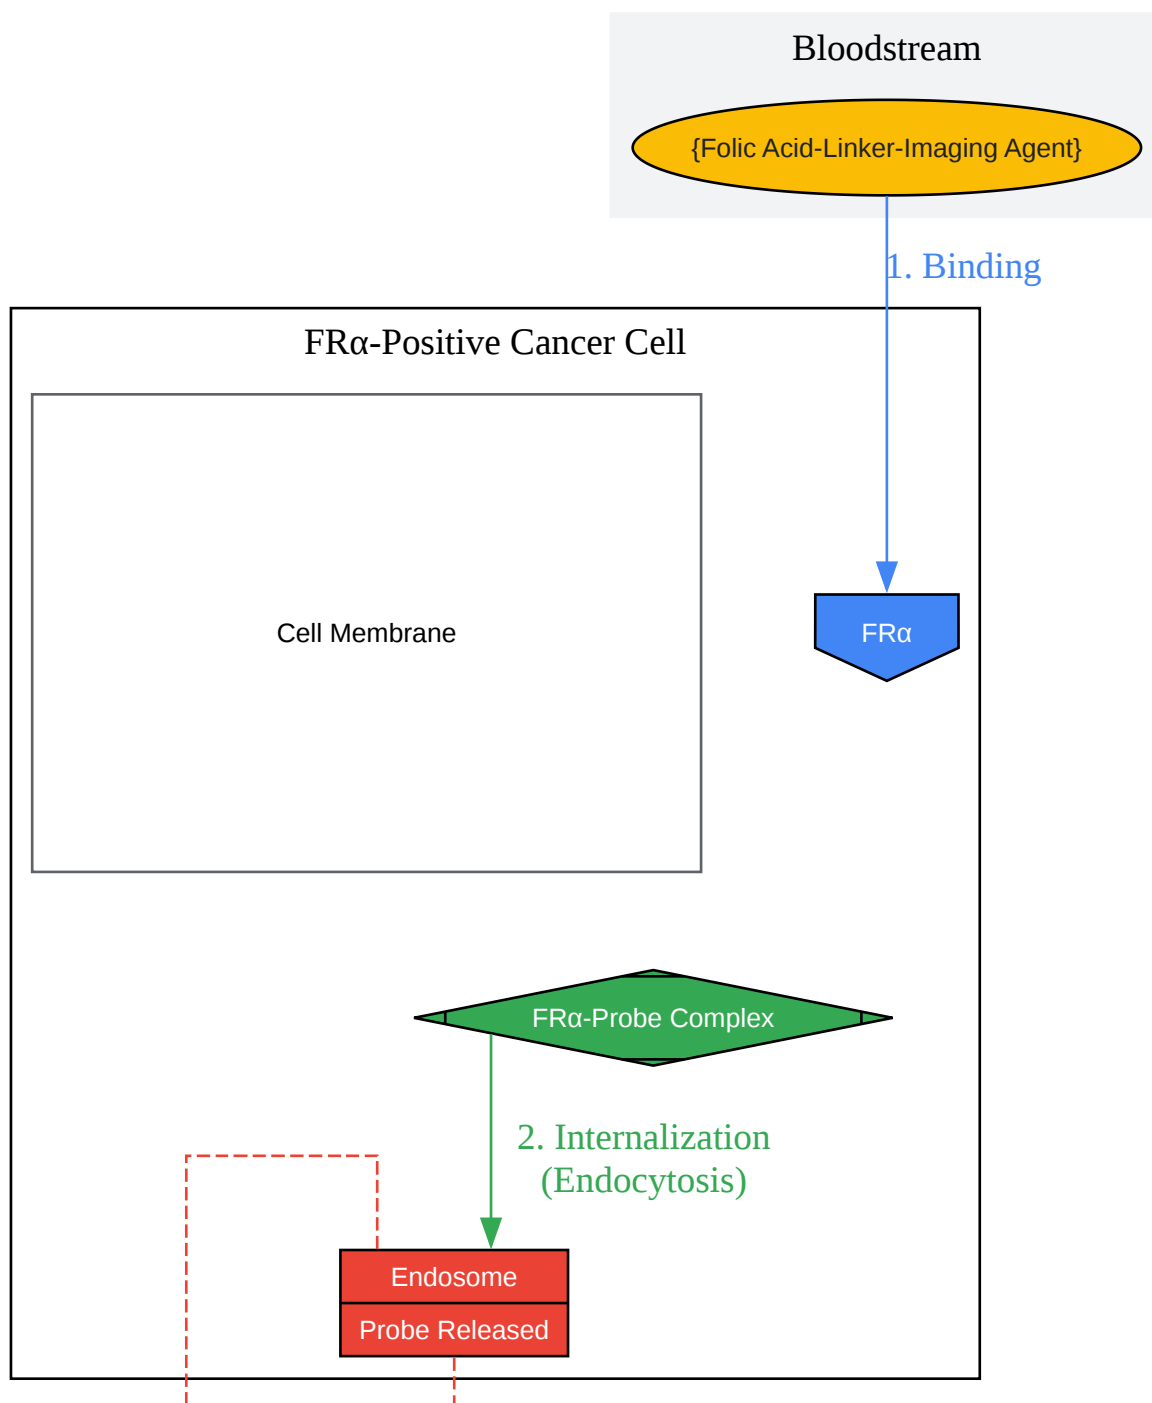 Bloodstream
{Folic Acid-Linker-Imaging Agent}
1. Binding
FRα-Positive Cancer Cell
Cell Membrane
FRα
FRα-Probe Complex
2. Internalization
(Endocytosis)
Endosome
Probe Released